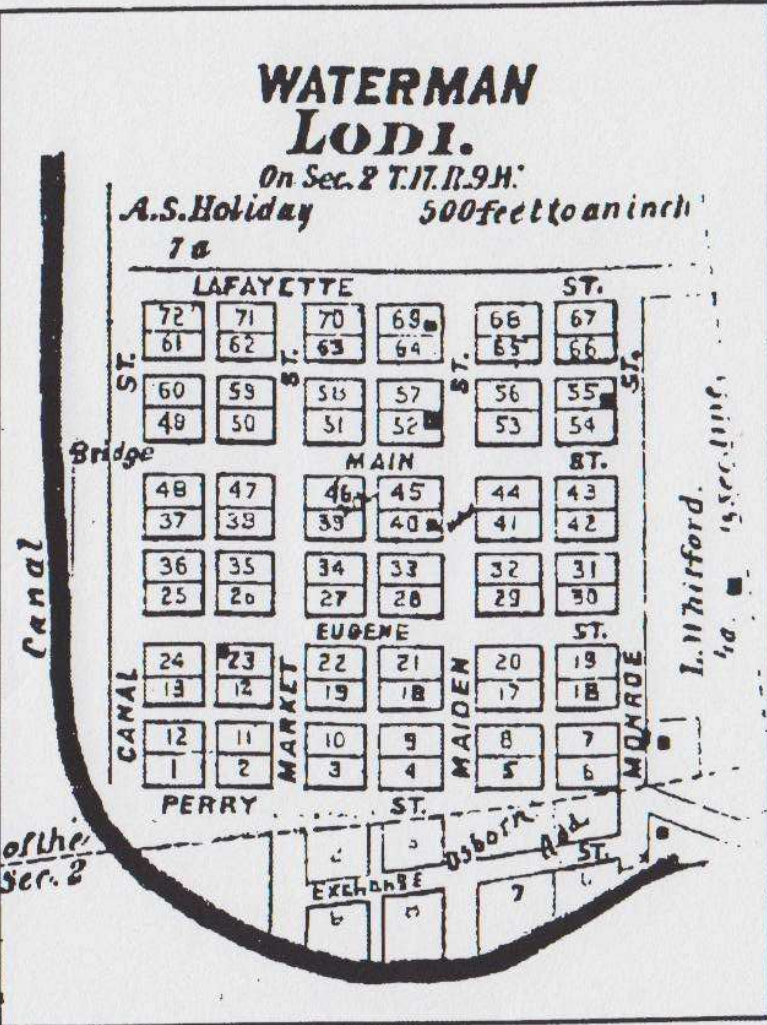 WATERMAN
LODI.
On Sec. 2 T.17.R.9.H.
A.S. Holiday
7a
500 feet to an inch
LAFAYETTE ST.
72 71 70 69 68 67
61 62 63 64 65 66
ST. ST. ST. ST.
60 59 58 57 56 55
49 50 51 52 53 54
Bridge
MAIN ST.
48 47 46 45 44 43
37 38 39 40 41 42
Canal
36 35 34 33 32 31
25 26 27 28 29 30
L. Whitford.
EUGENE ST.
24 23 22 21 20 19
13 12 19 18 17 18
CANAL
MARKET
MAIDEN
MONROE
12 11 10 9 8 7
1 2 3 4 5 6
PERRY ST.
of the
Sec. 2
Osborn Add
Exchange ST.
7